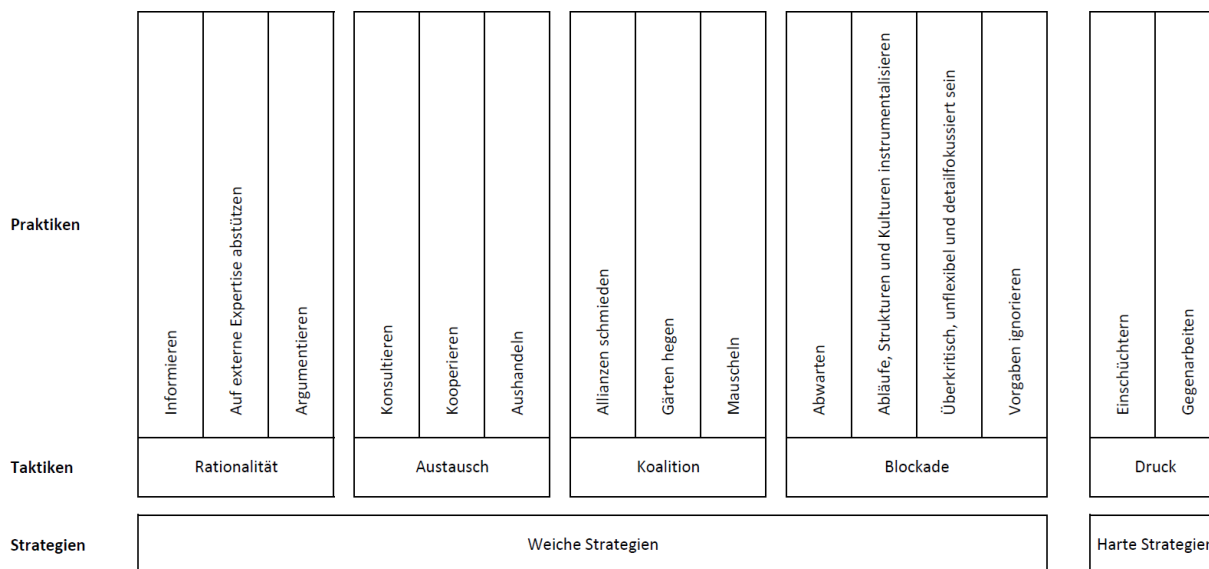 Praktiken
Informieren
Auf externe Expertise abstützen
Argumentieren
Konsultieren
Kooperieren
Aushandeln
Allianzen schmieden
Gärten hegen
Mauscheln
Abwarten
Abläufe, Strukturen und Kulturen instrumentalisieren
Überkritisch, unflexibel und detailfokussiert sein
Vorgaben ignorieren
Einschüchtern
Gegenarbeiten
Taktiken
Rationalität
Austausch
Koalition
Blockade
Druck
Strategien
Weiche Strategien
Harte Strategien